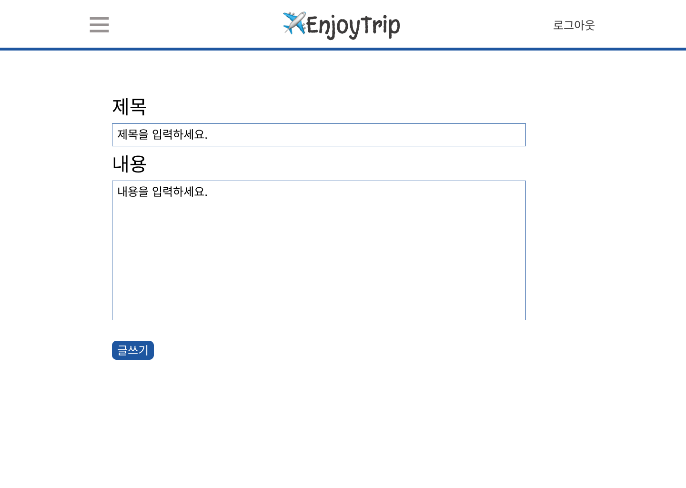 EnjoyTrip
로그아웃
제목
제목을 입력하세요.
내용
내용을 입력하세요.
글쓰기